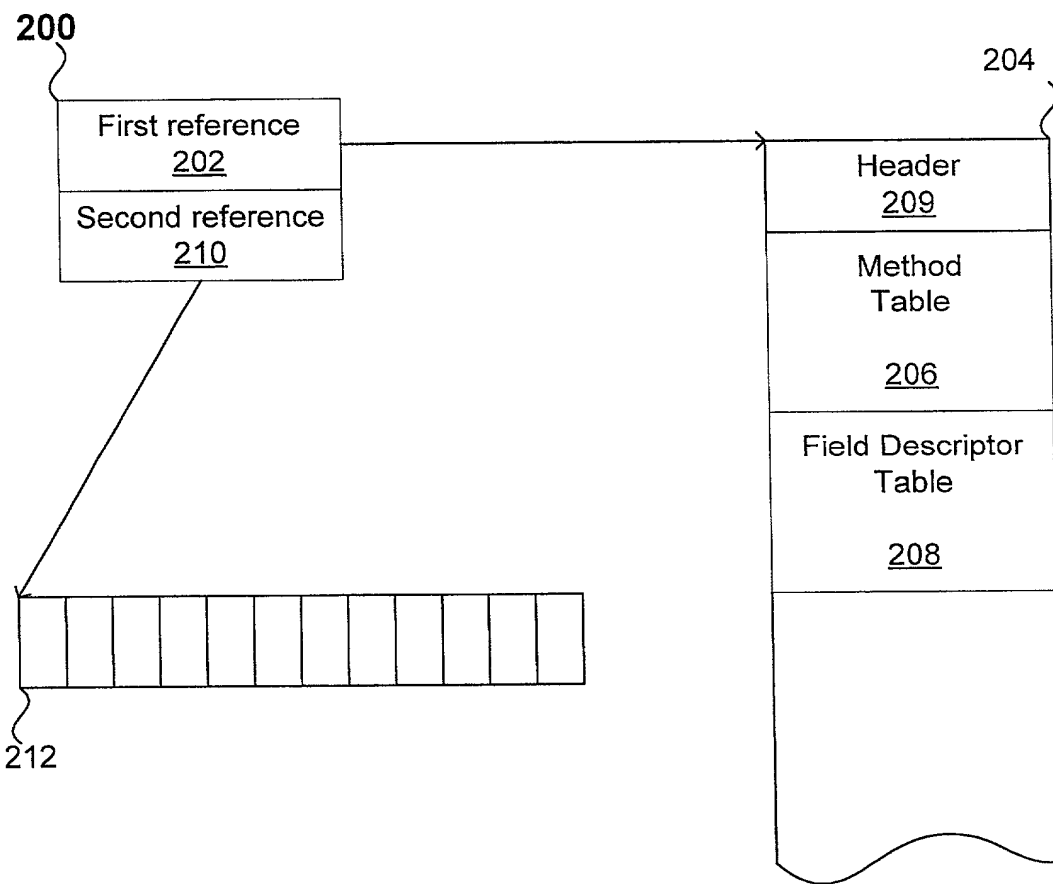 200
204
First reference
202
Second reference
210
Header
209
Method
Table
206
Field Descriptor
Table
208
212